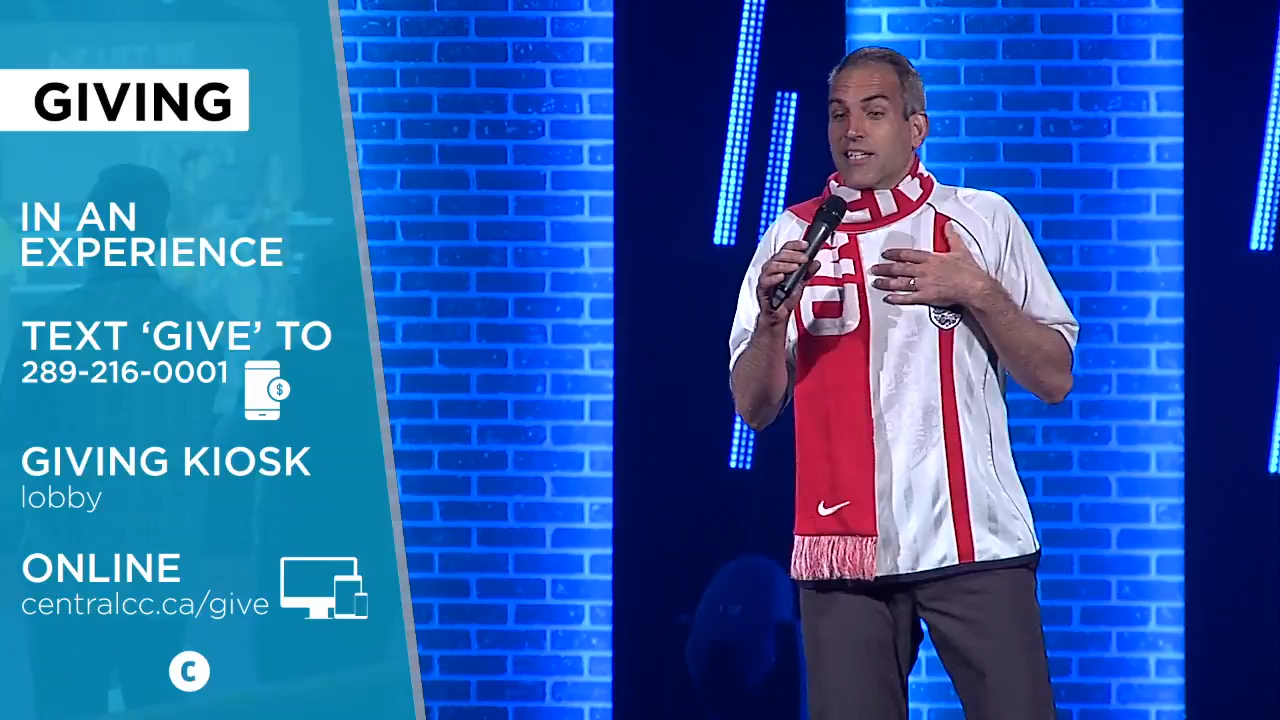 GIVING
IN AN
EXPERIENCE
TEXT ‘GIVE’ TO
289-216-0001
$
GIVING KIOSK
lobby
ONLINE
centralcc.ca/give
C